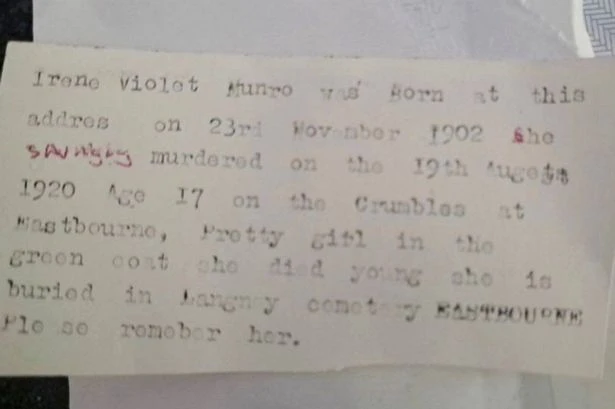 Irene Violet Munro was Born at this
addres on 23rd November 1902 she
SAVAgLy murdered on the 19th August
1920 Age 17 on the Crumbles at
Eastbourne, Pretty girl in the
green coat she died young she is
buried in Langney cemetery EASTBOURNE
Please remeber her.